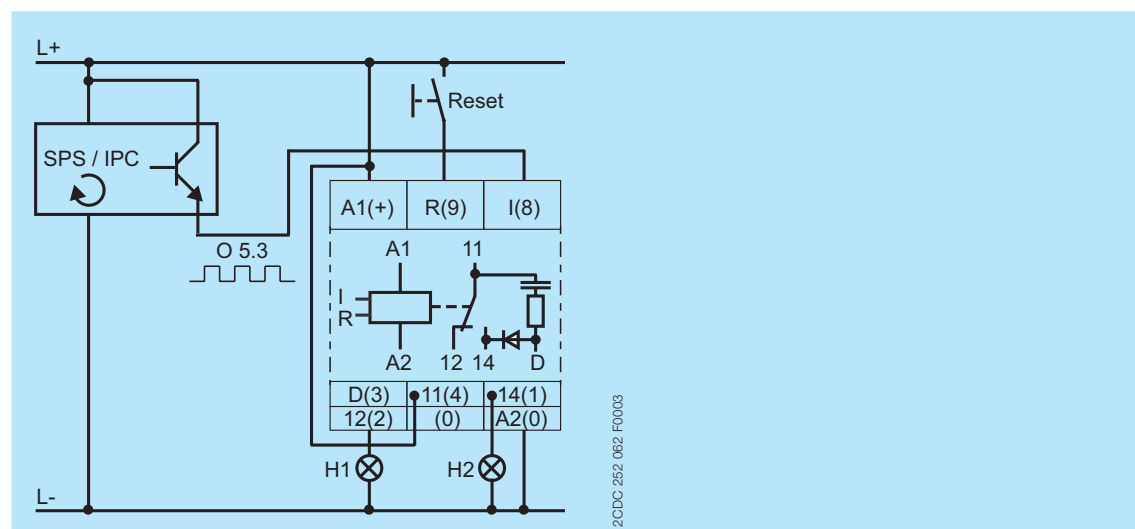 L+
Reset
SPS / IPC
A1(+) R(9) I(8)
O 5.3
A1 11
I
R
A2 12 14 D
D(3) 11(4) 14(1)
12(2) (0) A2(0)
H1 H2
L-
2CDC 252 062 F0003